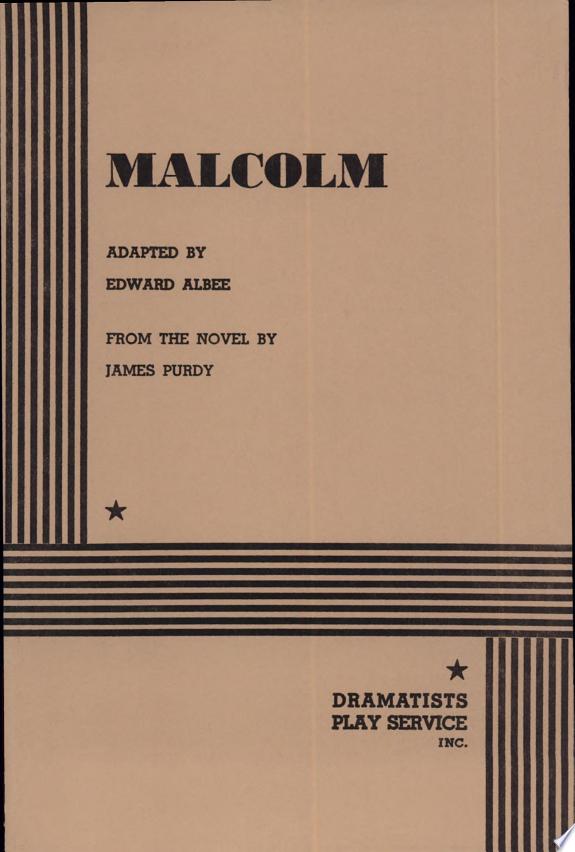 MALCOLM
ADAPTED BY
EDWARD ALBEE
FROM THE NOVEL BY
JAMES PURDY
DRAMATISTS
PLAY SERVICE
INC.